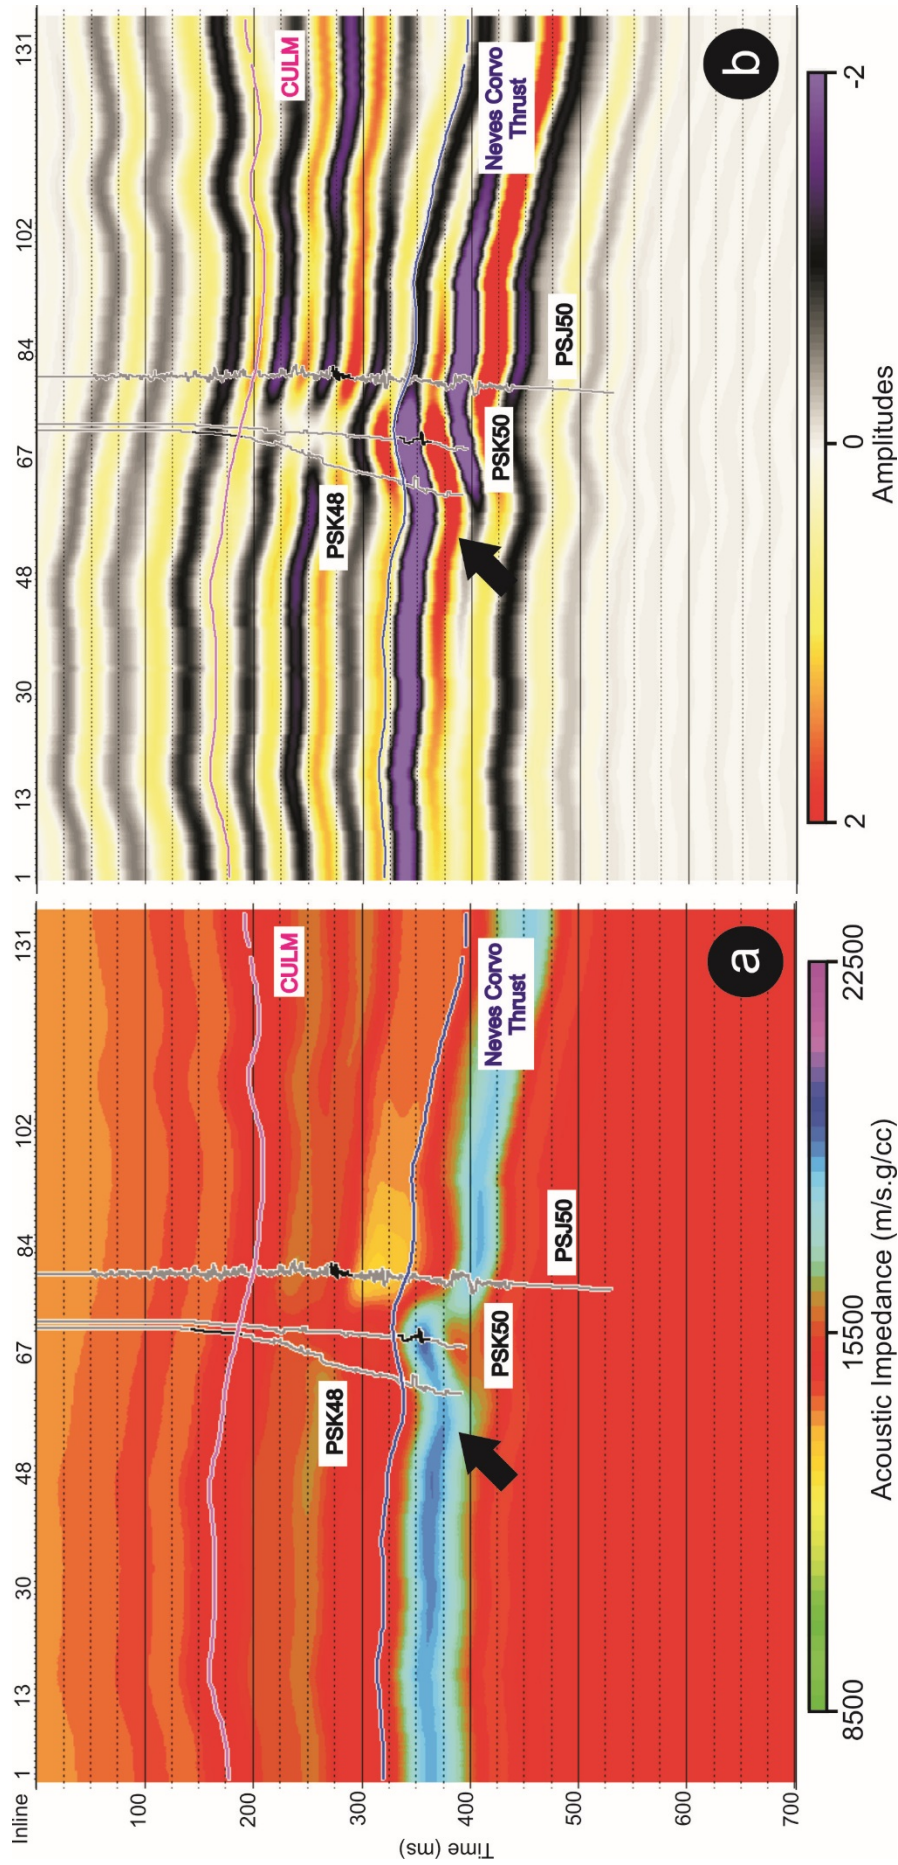 Inline
1
13
30
48
67
84
102
131
100
200
300
400
500
600
700
Time (ms)
CULM
PSK48
PSK50
PSJ50
Neves Corvo
Thrust
a
8500
15500
22500
Acoustic Impedance (m/s.g/cc)
1
13
30
48
67
84
102
131
CULM
PSK48
PSK50
PSJ50
Neves Corvo
Thrust
b
2
0
-2
Amplitudes